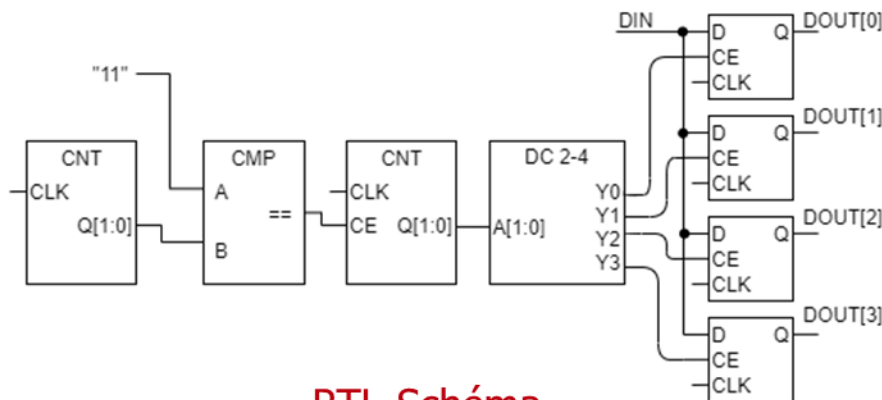 DIN
DOUT[0]
D Q
CE
CLK
"11"
DOUT[1]
D Q
CE
CLK
CNT
CLK
Q[1:0]
CMP
A
==
B
CNT
CLK
CE Q[1:0]
DC 2-4
Y0
Y1
A[1:0]
Y2
Y3
DOUT[2]
D Q
CE
CLK
DOUT[3]
D Q
CE
CLK
RTL Schéma